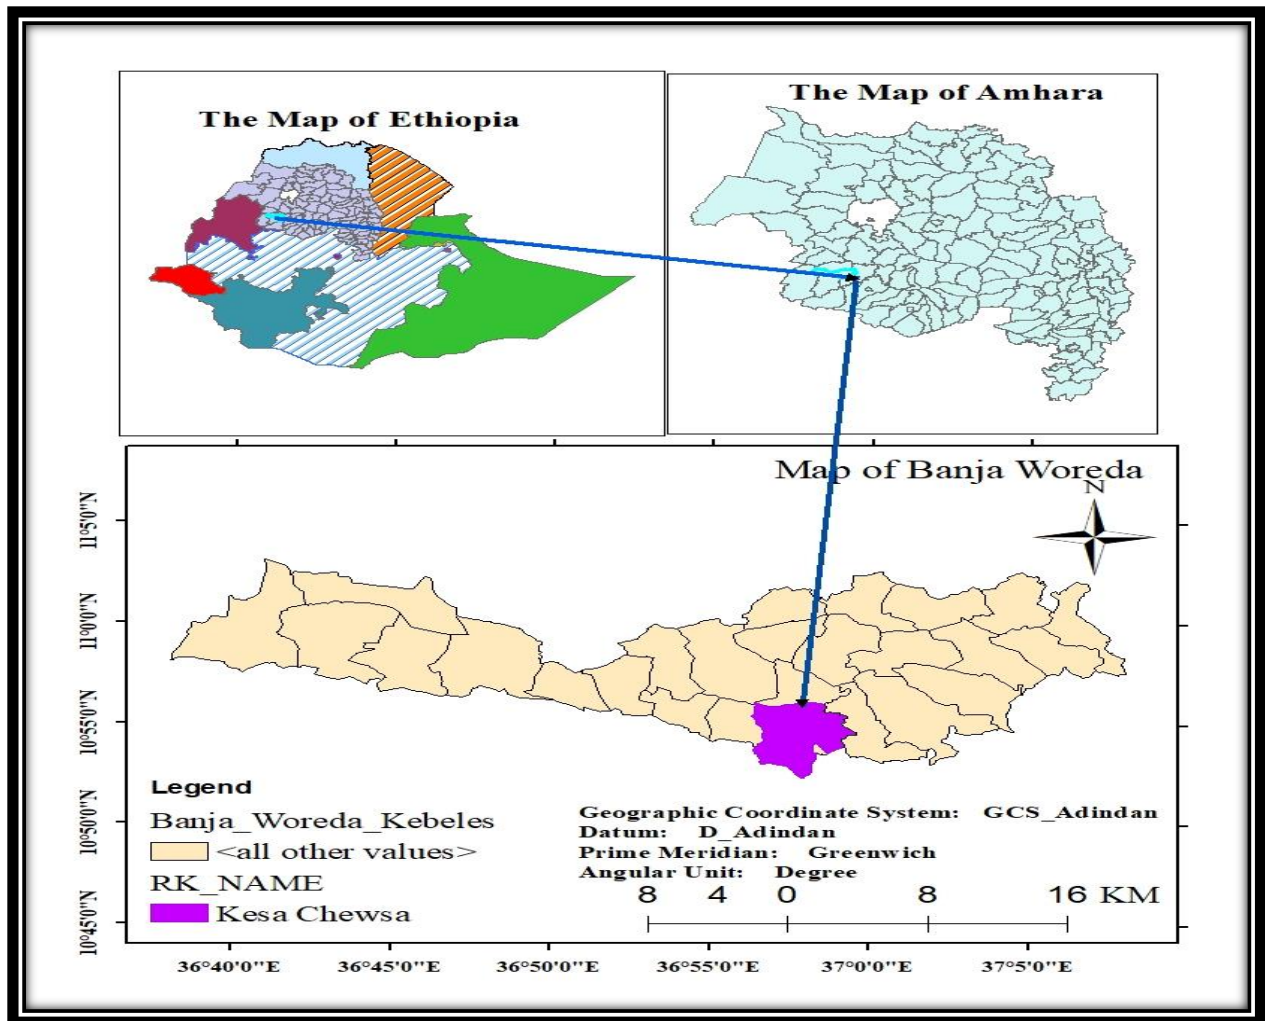 The Map of Ethiopia
The Map of Amhara
Map of Banja Woreda
N
11°5'0"N
11°0'0"N
10°55'0"N
10°50'0"N
10°45'0"N
Legend
Banja_Woreda_Kebeles
<all other values>
RK_NAME
Kesa Chewsa
Geographic Coordinate System: GCS_Adindan
Datum: D_Adindan
Prime Meridian: Greenwich
Angular Unit: Degree
8 4 0 8 16 KM
36°40'0"E 36°45'0"E 36°50'0"E 36°55'0"E 37°0'0"E 37°5'0"E